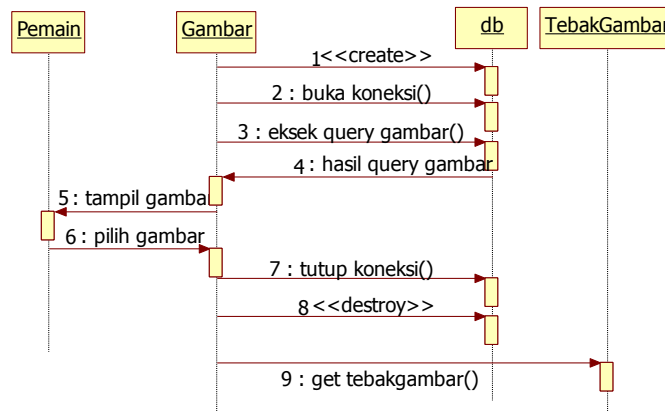 Pemain
Gambar
db
TebakGambar
1 <<create>>
2 : buka koneksi()
3 : eksek query gambar()
4 : hasil query gambar
5 : tampil gambar
6 : pilih gambar
7 : tutup koneksi()
8 <<destroy>>
9 : get tebakgambar()